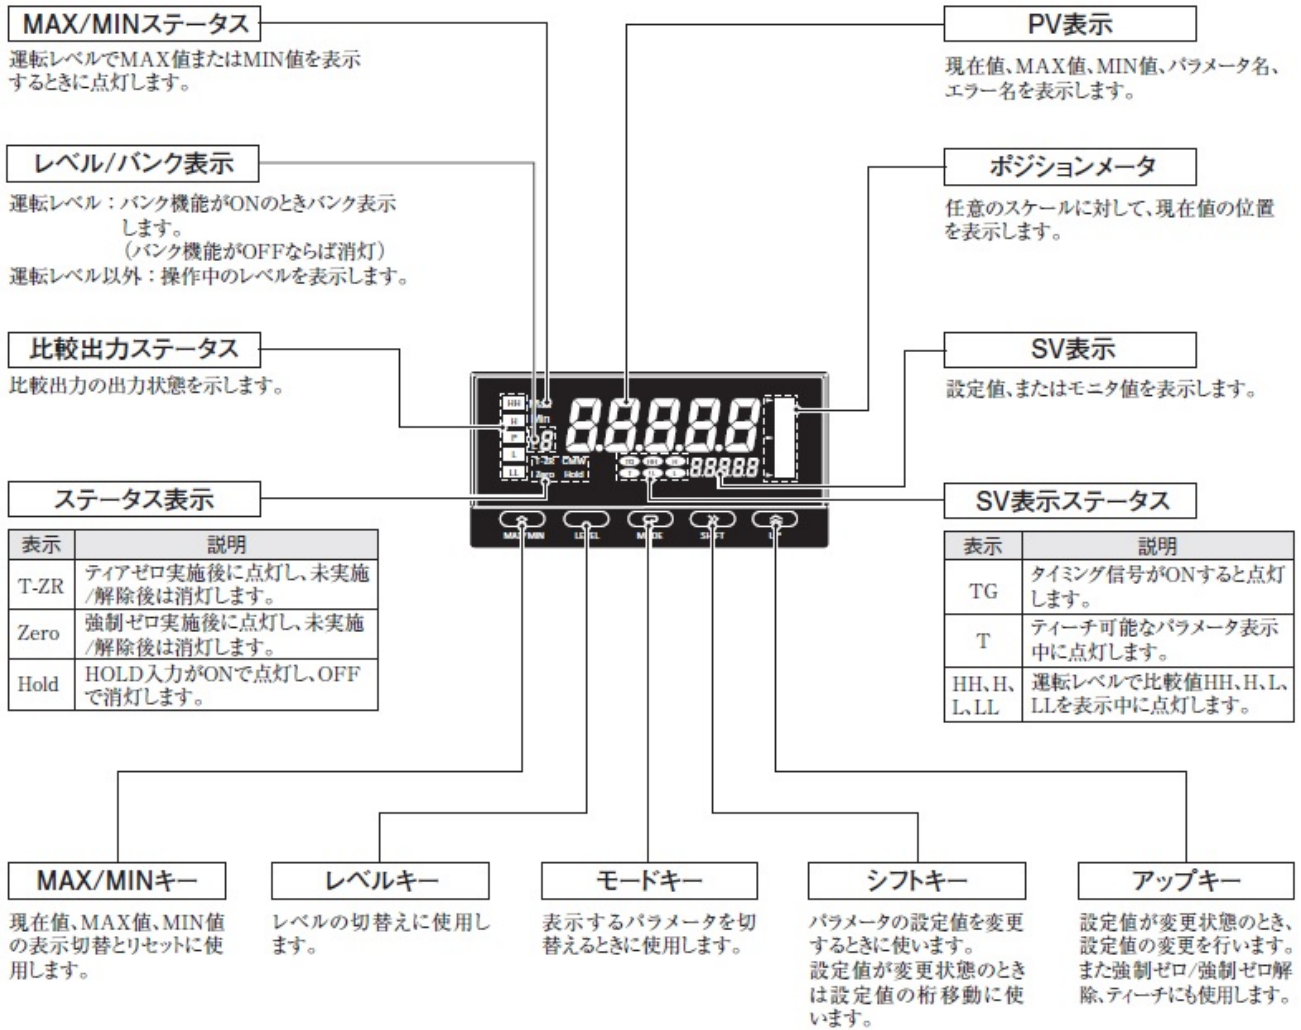 MAX/MINステータス
運転レベルでMAX値またはMIN値を表示
するときに点灯します。
レベル/バンク表示
運転レベル：バンク機能がONのときバンク表示
します。
（バンク機能がOFFならば消灯）
運転レベル以外：操作中のレベルを表示します。
比較出力ステータス
比較出力の出力状態を示します。
ステータス表示
表示 説明
T-ZR ティアゼロ実施後に点灯し、未実施
/解除後は消灯します。
Zero 強制ゼロ実施後に点灯し、未実施
/解除後は消灯します。
Hold HOLD入力がONで点灯し、OFF
で消灯します。
PV表示
現在値、MAX値、MIN値、パラメータ名、
エラー名を表示します。
ポジションメータ
任意のスケールに対して、現在値の位置
を表示します。
SV表示
設定値、またはモニタ値を表示します。
SV表示ステータス
表示 説明
TG タイミング信号がONすると点灯
します。
T ティーチ可能なパラメータ表示
中に点灯します。
HH、H、
L、LL 運転レベルで比較値HH、H、L、
LLを表示中に点灯します。
HH
H
P
L
LL
8
88888
Zero Hold
TG HH H
T LL L
88888
MAX/MIN LEVEL MODE SHIFT
MAX/MINキー
現在値、MAX値、MIN値
の表示切替とリセットに使
用します。
レベルキー
レベルの切替えに使用し
ます。
モードキー
表示するパラメータを切
替えるときに使用します。
シフトキー
パラメータの設定値を変更
するときに使います。
設定値が変更状態のとき
は設定値の桁移動に使
います。
アップキー
設定値が変更状態のとき、
設定値の変更を行います。
また強制ゼロ/強制ゼロ解
除、ティーチにも使用します。